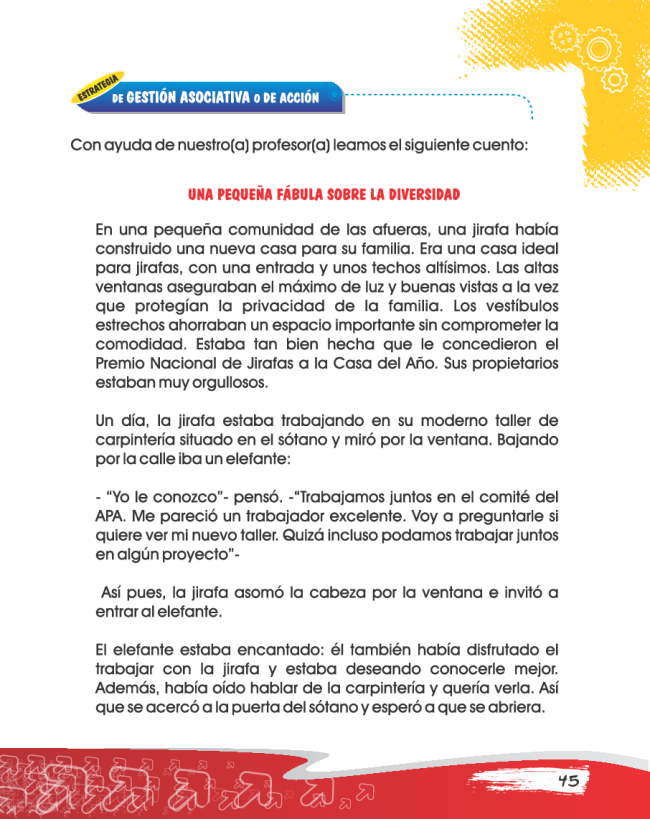 ESTRATEGIA
DE GESTIÓN ASOCIATIVA O DE ACCIÓN
Con ayuda de nuestro(a) profesor(a) leamos el siguiente cuento:
UNA PEQUEÑA FÁBULA SOBRE LA DIVERSIDAD
En una pequeña comunidad de las afueras, una jirafa había
construido una nueva casa para su familia. Era una casa ideal
para jirafas, con una entrada y unos techos altísimos. Las altas
ventanas aseguraban el máximo de luz y buenas vistas a la vez
que protegían la privacidad de la familia. Los vestíbulos
estrechos ahorraban un espacio importante sin comprometer la
comodidad. Estaba tan bien hecha que le concedieron el
Premio Nacional de Jirafas a la Casa del Año. Sus propietarios
estaban muy orgullosos.
Un día, la jirafa estaba trabajando en su moderno taller de
carpintería situado en el sótano y miró por la ventana. Bajando
por la calle iba un elefante:
- “Yo le conozco”- pensó. -“Trabajamos juntos en el comité del
APA. Me pareció un trabajador excelente. Voy a preguntarle si
quiere ver mi nuevo taller. Quizá incluso podamos trabajar juntos
en algún proyecto”-
Así pues, la jirafa asomó la cabeza por la ventana e invitó a
entrar al elefante.
El elefante estaba encantado: él también había disfrutado el
trabajar con la jirafa y estaba deseando conocerle mejor.
Además, había oído hablar de la carpintería y quería verla. Así
que se acercó a la puerta del sótano y esperó a que se abriera.
45